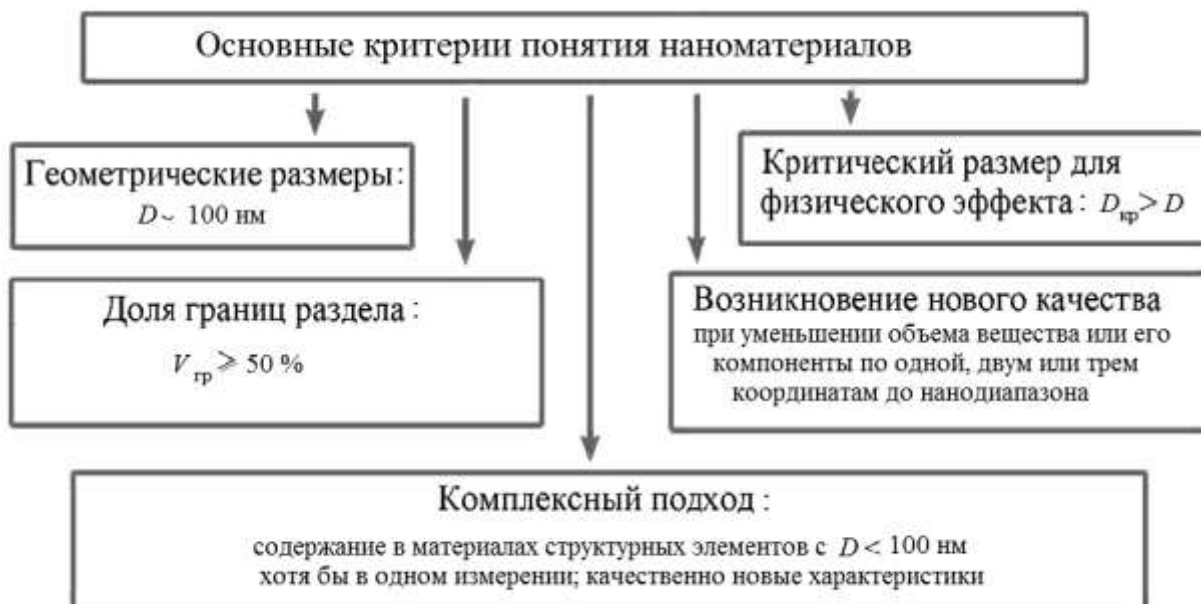 Основные критерии понятия наноматериалов
Геометрические размеры:
D ~ 100 нм
Критический размер для
физического эффекта: Dкр > D
Доля границ раздела:
Vгр ⩾ 50 %
Возникновение нового качества
при уменьшении объема вещества или его
компоненты по одной, двум или трем
координатам до нанодиапазона
Комплексный подход:
содержание в материалах структурных элементов с D < 100 нм
хотя бы в одном измерении; качественно новые характеристики